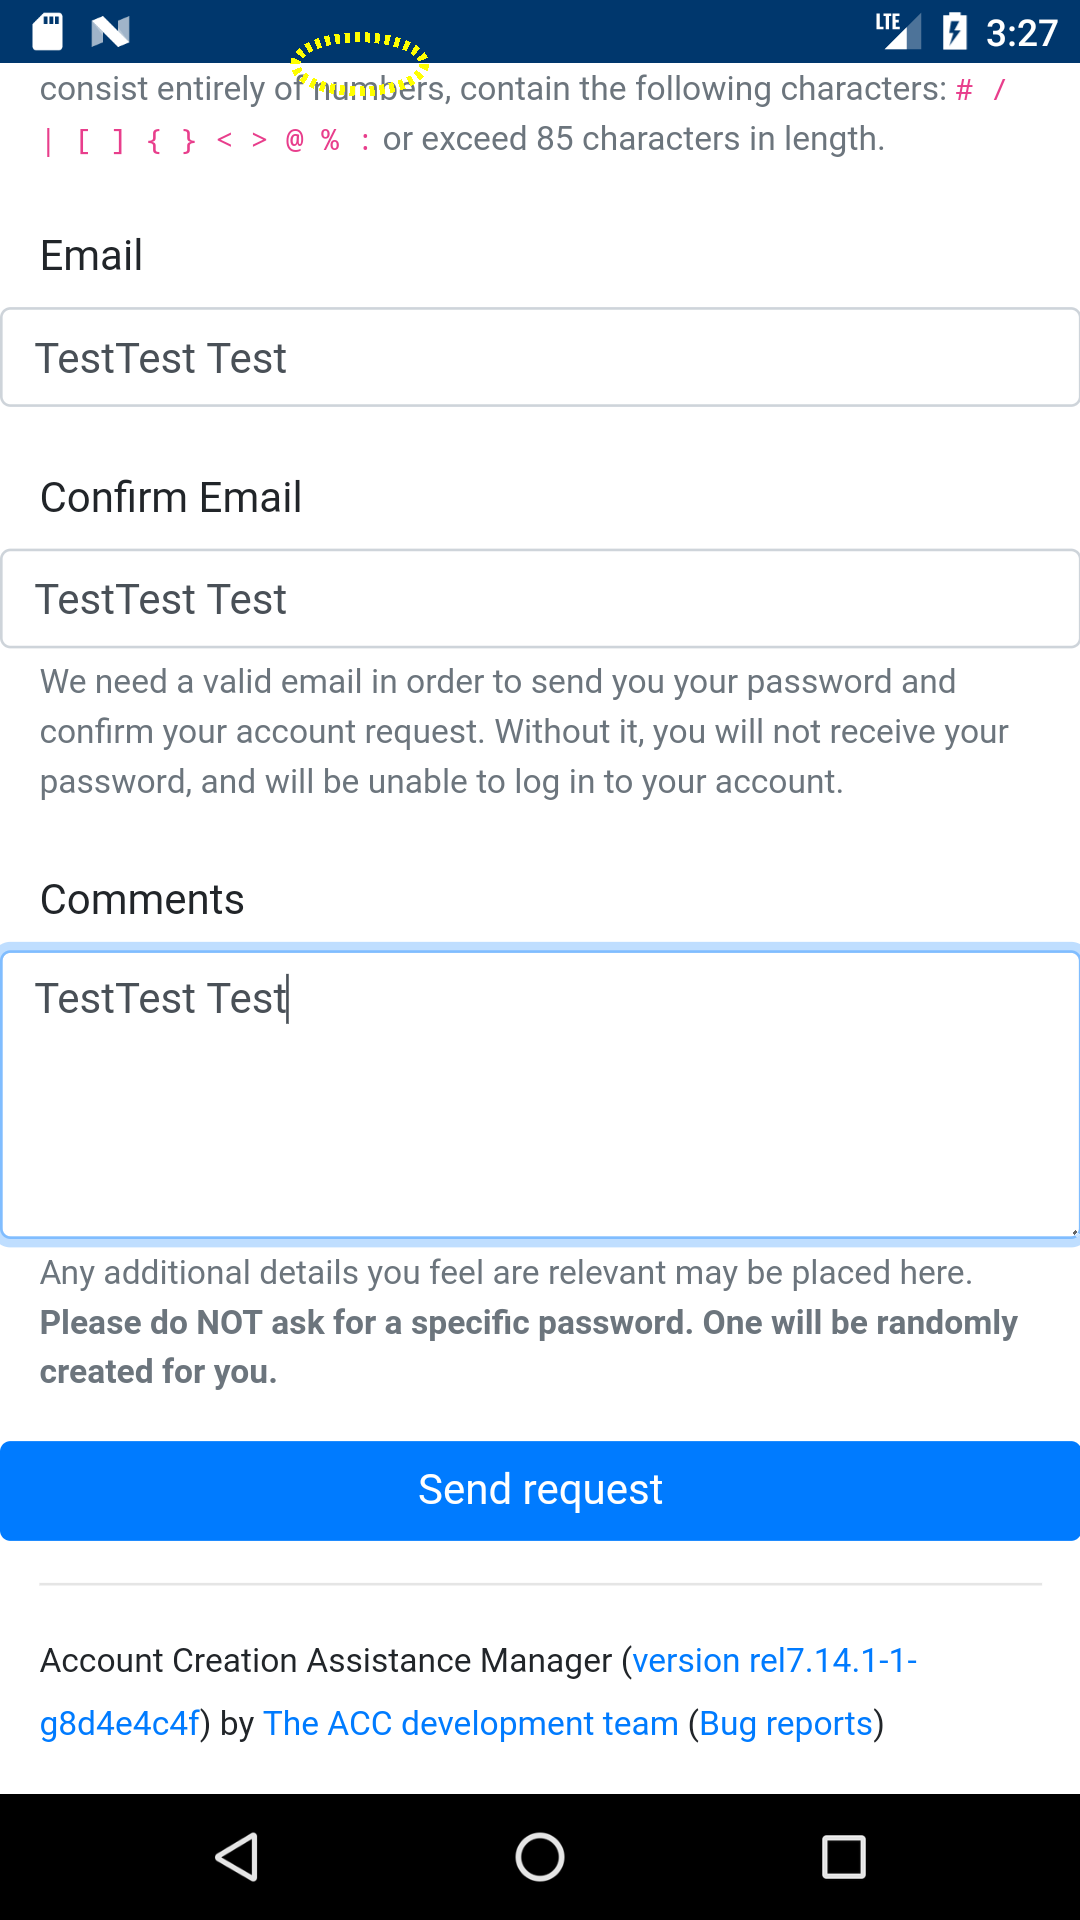 LTE 3:27
consist entirely of numbers, contain the following characters: # /
| [ ] { } < > @ % : or exceed 85 characters in length.
Email
TestTest Test
Confirm Email
TestTest Test
We need a valid email in order to send you your password and
confirm your account request. Without it, you will not receive your
password, and will be unable to log in to your account.
Comments
TestTest Test
Any additional details you feel are relevant may be placed here.
Please do NOT ask for a specific password. One will be randomly
created for you.
Send request
Account Creation Assistance Manager (version rel7.14.1-1-
g8d4e4c4f) by The ACC development team (Bug reports)